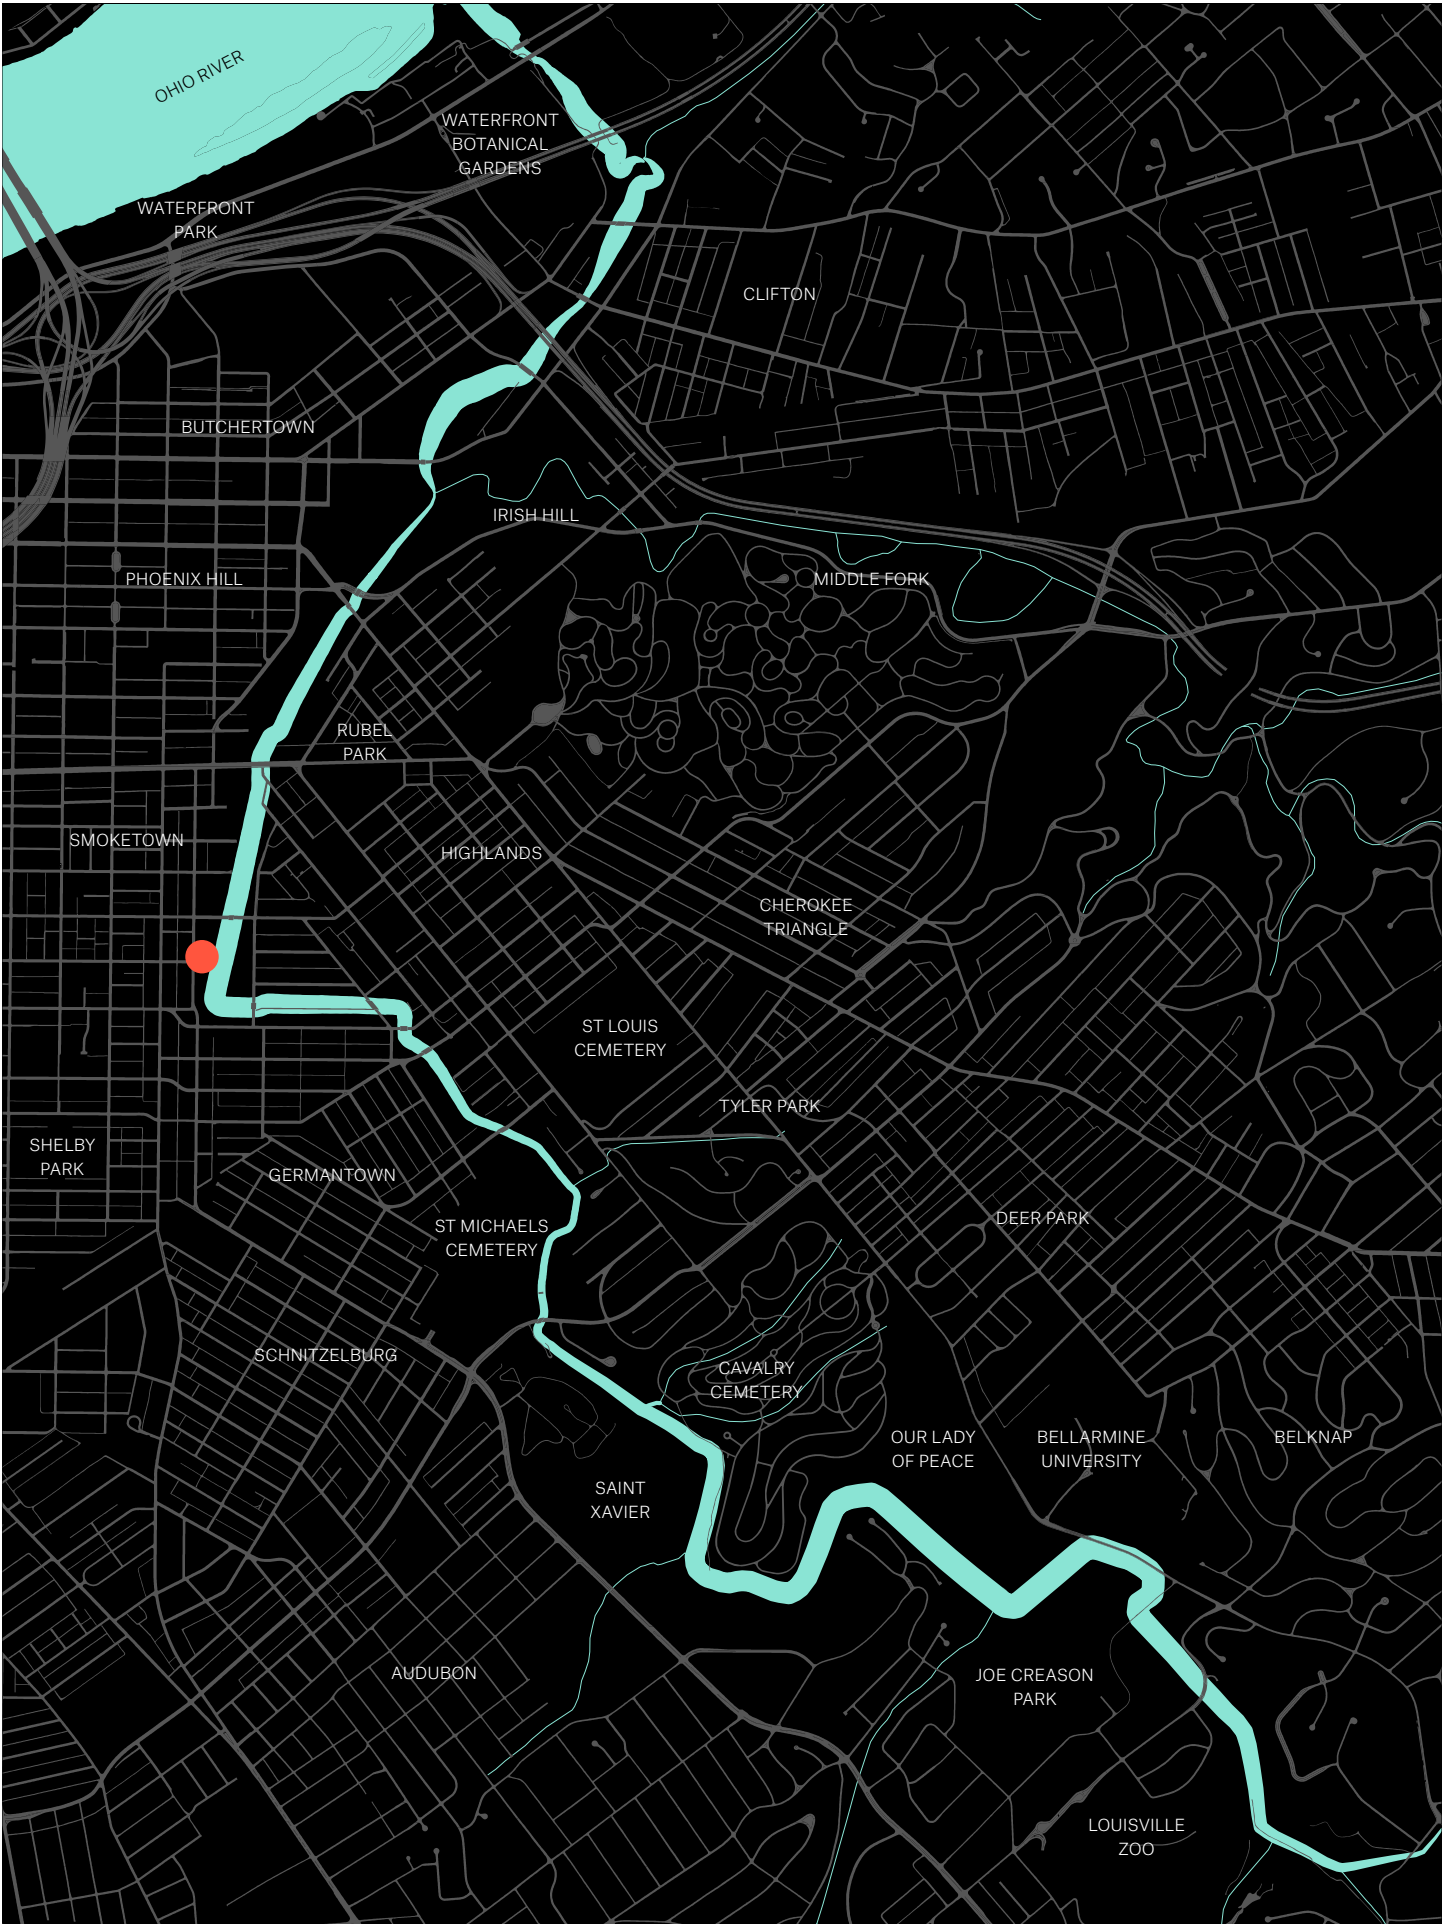 OHIO RIVER
WATERFRONT
BOTANICAL
GARDENS
WATERFRONT
PARK
CLIFTON
BUTCHERTOWN
IRISH HILL
PHOENIX HILL
MIDDLE FORK
RUBEL
PARK
SMOKETOWN
HIGHLANDS
CHEROKEE
TRIANGLE
ST LOUIS
CEMETERY
TYLER PARK
SHELBY
PARK
GERMANTOWN
ST MICHAELS
CEMETERY
DEER PARK
SCHNITZELBURG
CAVALRY
CEMETERY
OUR LADY
OF PEACE
BELLARMINE
UNIVERSITY
BELKNAP
SAINT
XAVIER
AUDUBON
JOE CREASON
PARK
LOUISVILLE
ZOO